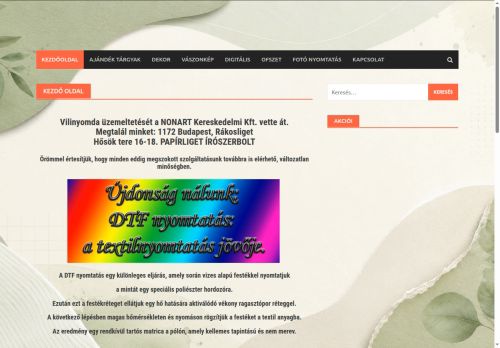 KEZDŐOLDAL AJÁNDÉK TÁRGYAK DEKOR VÁSZONKÉP DIGITÁLIS OFSZET FOTÓ NYOMTATÁS KAPCSOLAT
KEZDŐ OLDAL
Vilinyomda üzemeltetését a NONART Kereskedelmi Kft. vette át.
Megtalál minket: 1172 Budapest, Rákosliget
Hősök tere 16-18. PAPÍRLIGET ÍRÓSZERBOLT
Örömmel értesítjük, hogy minden eddig megszokott szolgáltatásunk továbbra is elérhető, változatlan
minőségben.
Újdonság nálunk:
DTF nyomtatás:
a textilnyomtatás jövője.
A DTF nyomtatás egy különleges eljárás, amely során vizes alapú festékkel nyomtatjuk
a mintát egy speciális poliészter hordozóra.
Ezután ezt a festékréteget ellátjuk egy hő hatására aktiválódó vékony ragasztópor réteggel.
A következő lépésben magas hőmérsékleten és nyomáson rögzítjük a festéket a textil anyagba.
Az eredmény egy rendkívül tartós matrica a pólón, amely kellemes tapintású és nem merev.
Keresés... KERESÉS
AKCIÓ!